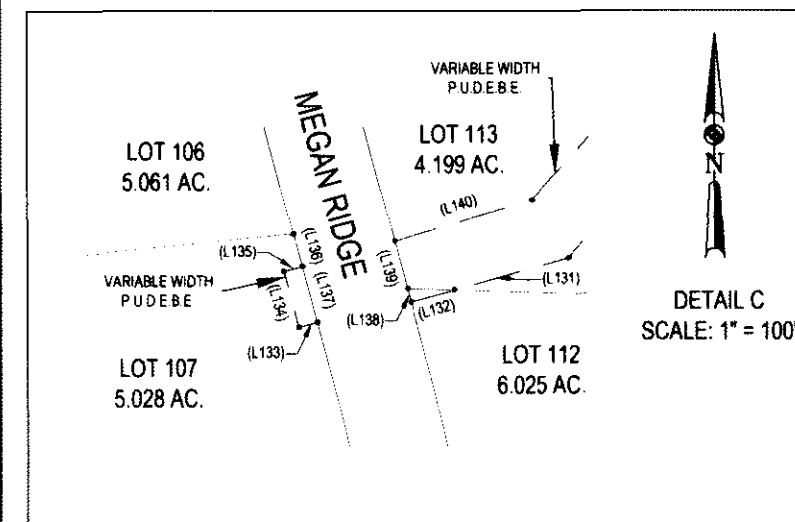 VARIABLE WIDTH
P.U.D.E.B.E.
LOT 106
5.061 AC.
MEGAN RIDGE
LOT 113
4.199 AC.
(L140)
N
(L135)
(L136)
(L139)
VARIABLE WIDTH
P U D E B E
(L134)
(L137)
(L131)
(L138)
(L132)
(L133)
DETAIL C
SCALE: 1" = 100'
LOT 107
5.028 AC.
LOT 112
6.025 AC.